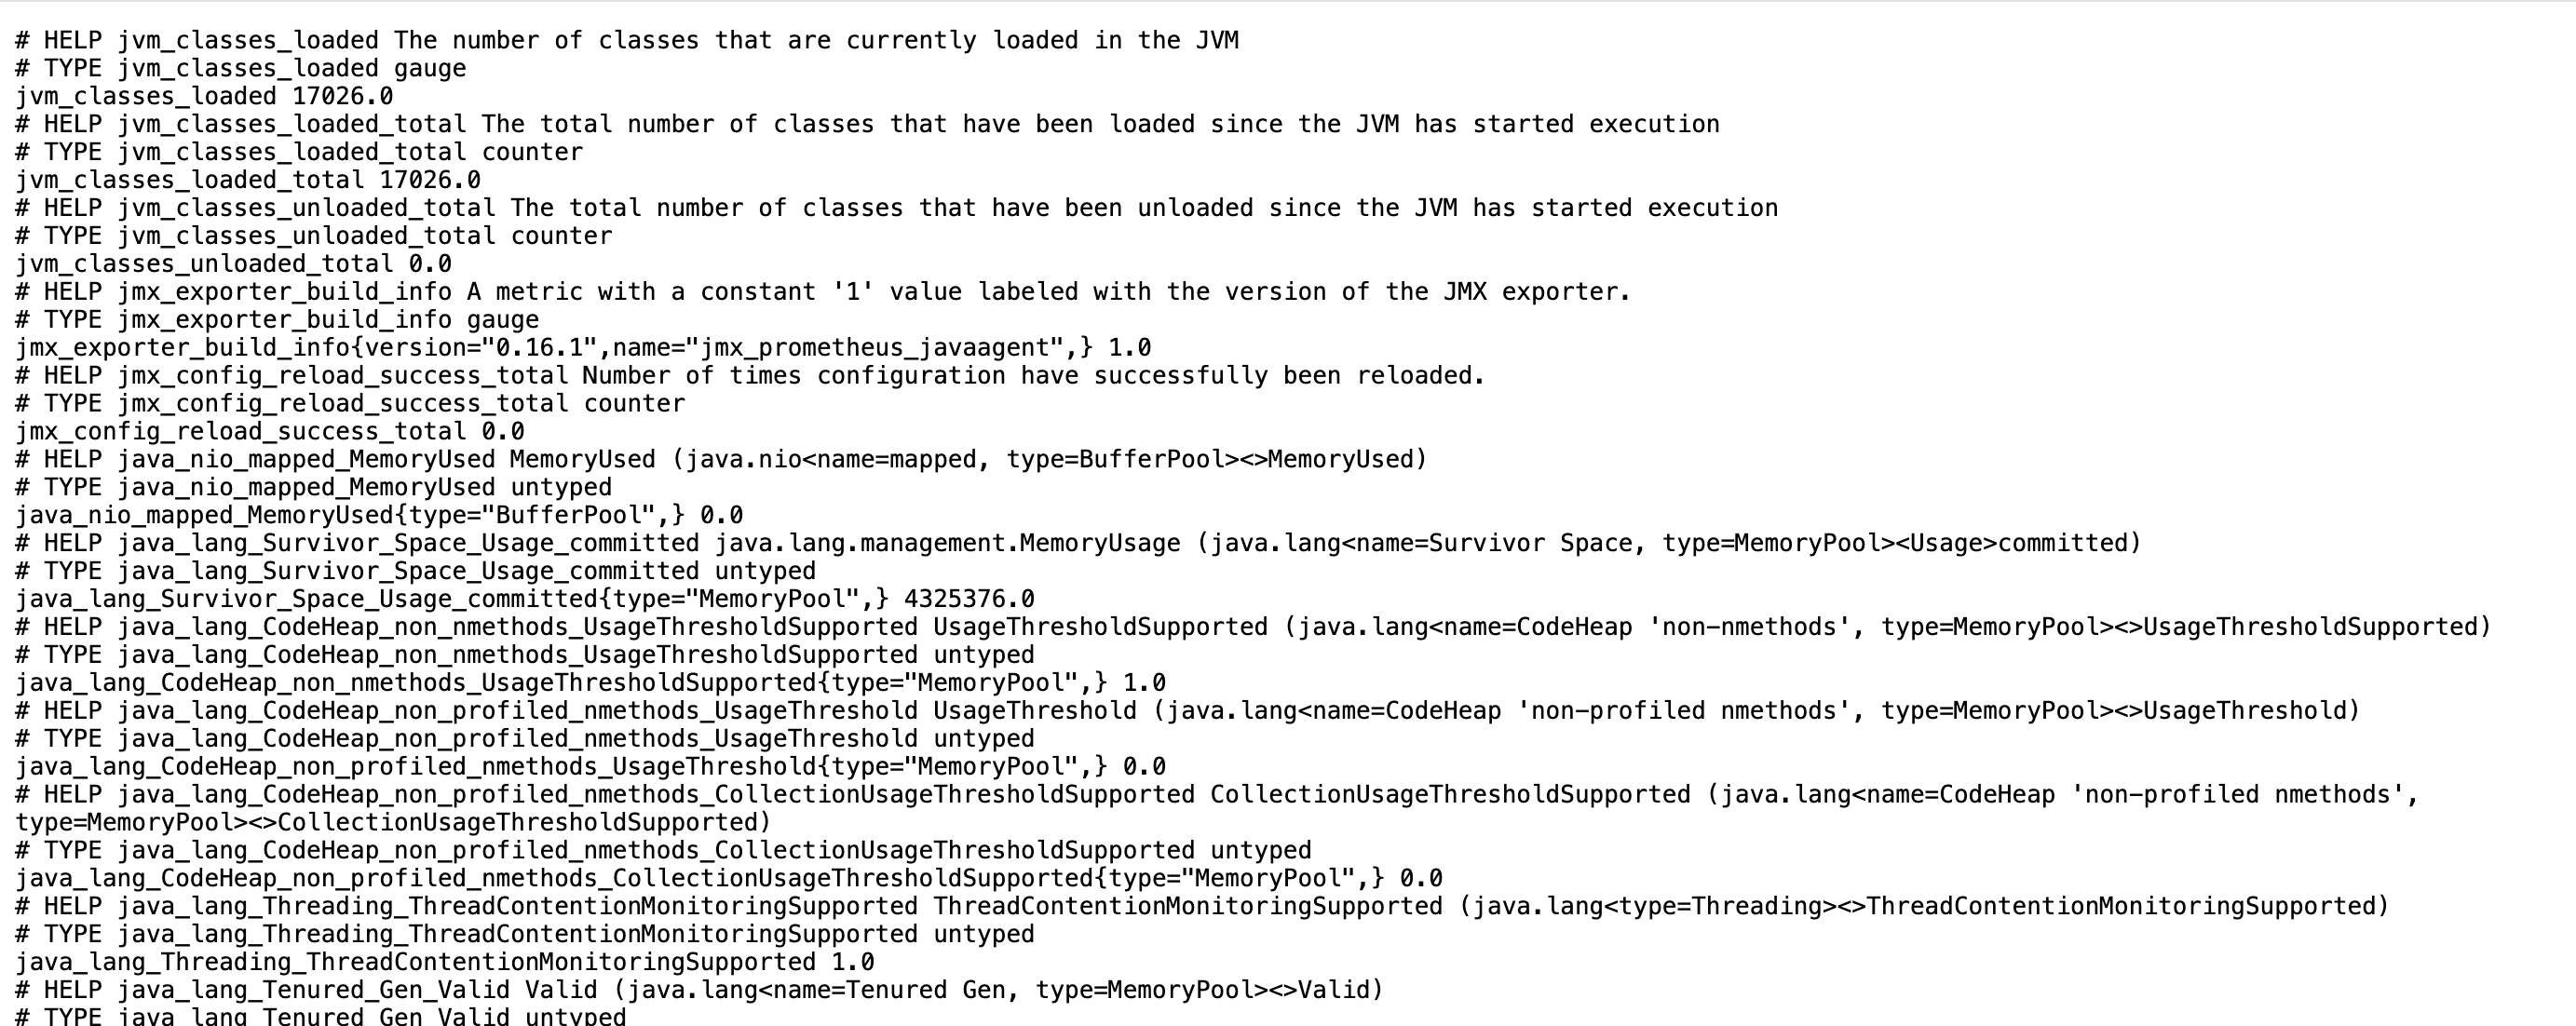 # HELP jvm_classes_loaded The number of classes that are currently loaded in the JVM
# TYPE jvm_classes_loaded gauge
jvm_classes_loaded 17026.0
# HELP jvm_classes_loaded_total The total number of classes that have been loaded since the JVM has started execution
# TYPE jvm_classes_loaded_total counter
jvm_classes_loaded_total 17026.0
# HELP jvm_classes_unloaded_total The total number of classes that have been unloaded since the JVM has started execution
# TYPE jvm_classes_unloaded_total counter
jvm_classes_unloaded_total 0.0
# HELP jmx_exporter_build_info A metric with a constant '1' value labeled with the version of the JMX exporter.
# TYPE jmx_exporter_build_info gauge
jmx_exporter_build_info{version="0.16.1",name="jmx_prometheus_javaagent",} 1.0
# HELP jmx_config_reload_success_total Number of times configuration have successfully been reloaded.
# TYPE jmx_config_reload_success_total counter
jmx_config_reload_success_total 0.0
# HELP java_nio_mapped_MemoryUsed MemoryUsed (java.nio<name=mapped, type=BufferPool><>MemoryUsed)
# TYPE java_nio_mapped_MemoryUsed untyped
java_nio_mapped_MemoryUsed{type="BufferPool",} 0.0
# HELP java_lang_Survivor_Space_Usage_committed java.lang.management.MemoryUsage (java.lang<name=Survivor Space, type=MemoryPool><Usage>committed)
# TYPE java_lang_Survivor_Space_Usage_committed untyped
java_lang_Survivor_Space_Usage_committed{type="MemoryPool",} 4325376.0
# HELP java_lang_CodeHeap_non_nmethods_UsageThresholdSupported UsageThresholdSupported (java.lang<name=CodeHeap 'non-nmethods', type=MemoryPool><>UsageThresholdSupported)
# TYPE java_lang_CodeHeap_non_nmethods_UsageThresholdSupported untyped
java_lang_CodeHeap_non_nmethods_UsageThresholdSupported{type="MemoryPool",} 1.0
# HELP java_lang_CodeHeap_non_profiled_nmethods_UsageThreshold UsageThreshold (java.lang<name=CodeHeap 'non-profiled nmethods', type=MemoryPool><>UsageThreshold)
# TYPE java_lang_CodeHeap_non_profiled_nmethods_UsageThreshold untyped
java_lang_CodeHeap_non_profiled_nmethods_UsageThreshold{type="MemoryPool",} 0.0
# HELP java_lang_CodeHeap_non_profiled_nmethods_CollectionUsageThresholdSupported CollectionUsageThresholdSupported (java.lang<name=CodeHeap 'non-profiled nmethods',
type=MemoryPool><>CollectionUsageThresholdSupported)
# TYPE java_lang_CodeHeap_non_profiled_nmethods_CollectionUsageThresholdSupported untyped
java_lang_CodeHeap_non_profiled_nmethods_CollectionUsageThresholdSupported{type="MemoryPool",} 0.0
# HELP java_lang_Threading_ThreadContentionMonitoringSupported ThreadContentionMonitoringSupported (java.lang<type=Threading><>ThreadContentionMonitoringSupported)
# TYPE java_lang_Threading_ThreadContentionMonitoringSupported untyped
java_lang_Threading_ThreadContentionMonitoringSupported 1.0
# HELP java_lang_Tenured_Gen_Valid Valid (java.lang<name=Tenured Gen, type=MemoryPool><>Valid)
# TYPE java_lang_Tenured_Gen_Valid untyped